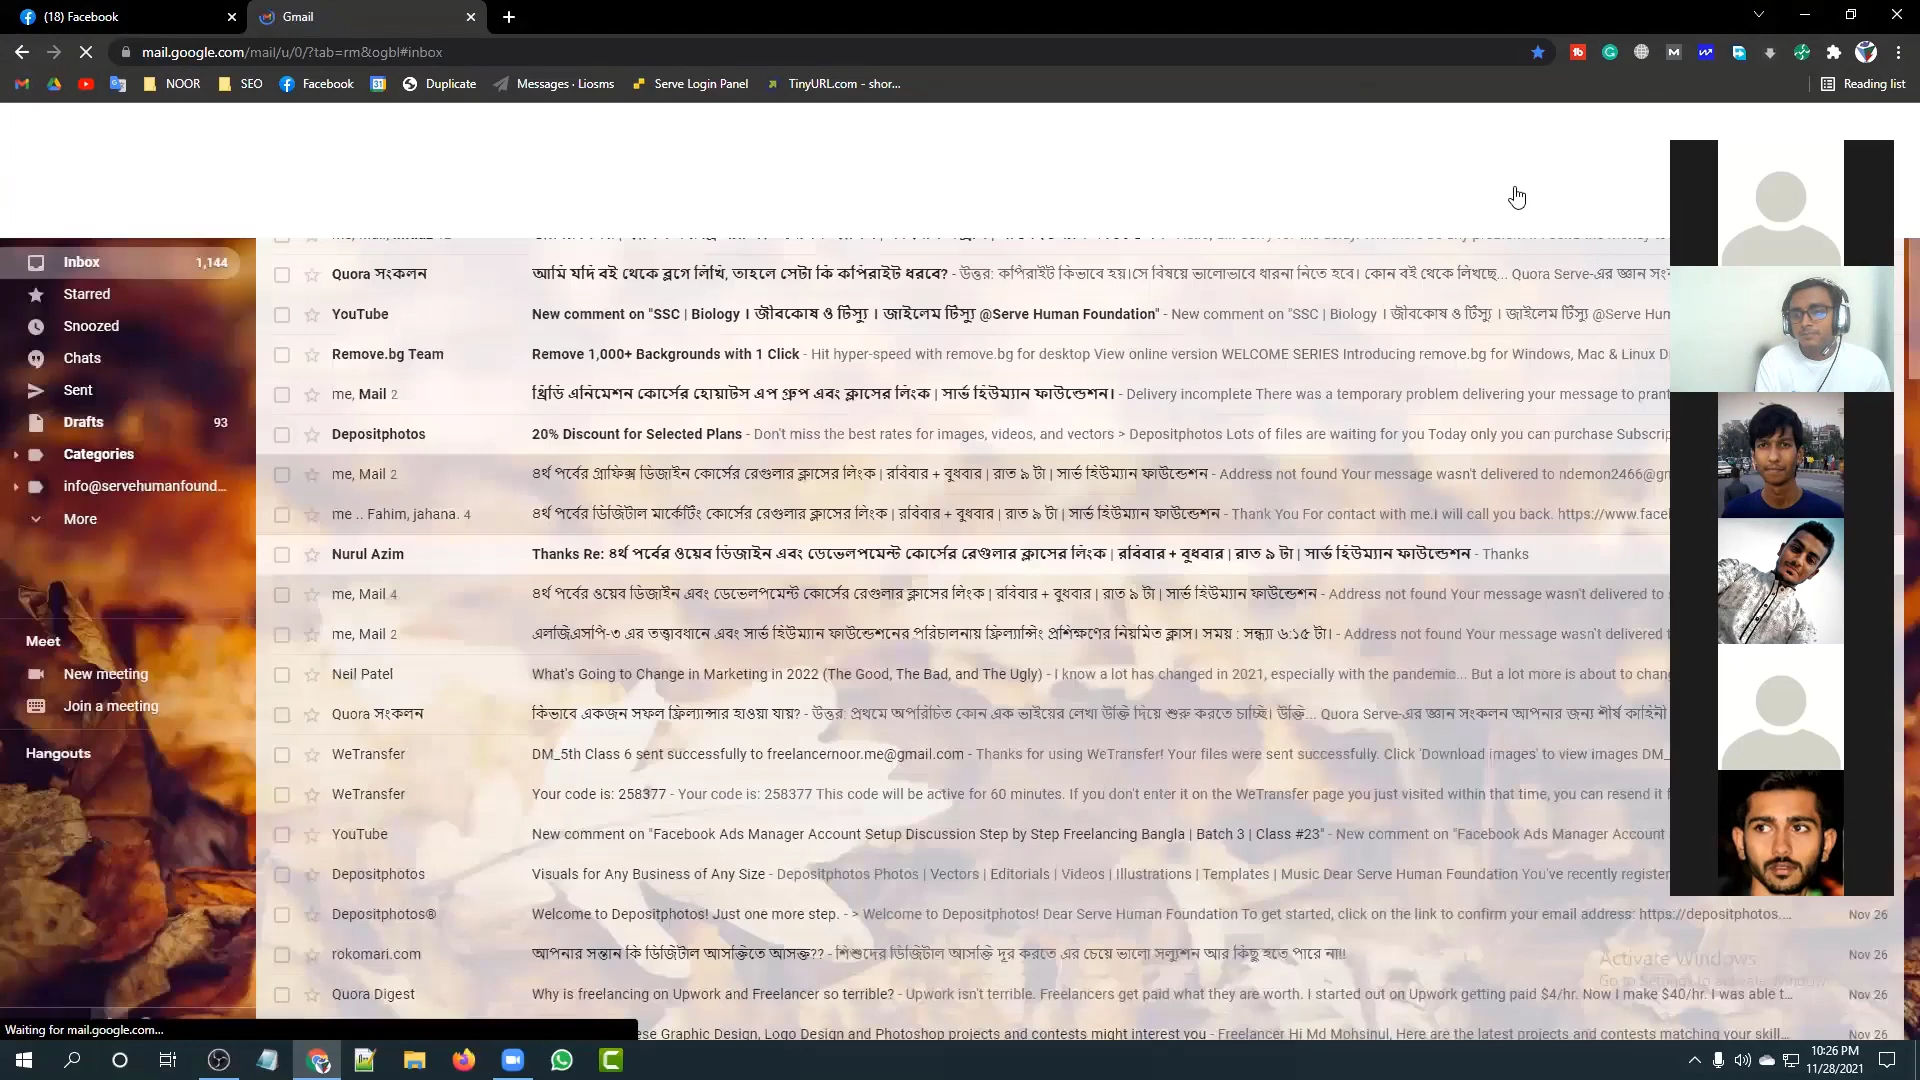 (18) Facebook
Gmail
mail.google.com/mail/u/0/?tab=rm&ogbl#inbox
NOOR
SEO
Facebook
Duplicate
Messages · Liosms
Serve Login Panel
TinyURL.com - shor...
Reading list
Inbox 1,144
Starred
Snoozed
Chats
Sent
Drafts 93
Categories
info@servehumanfound...
More
Meet
New meeting
Join a meeting
Hangouts
Quora সংকলন আমি যদি বই থেকে ব্লগে লিখি, তাহলে সেটা কি কপিরাইট ধরবে? - উত্তর: কপিরাইট কিভাবে হয়।সে বিষয়ে ভালোভাবে ধারনা নিতে হবে। কোন বই থেকে লিখছে... Quora Serve-এর জ্ঞান
YouTube New comment on "SSC | Biology । জীবকোষ ও টিস্যু । জাইলেম টিস্যু @Serve Human Foundation" - New comment on "SSC | Biology । জীবকোষ ও টিস্যু । জাইলেম টিস্যু @Serve Hum
Remove.bg Team Remove 1,000+ Backgrounds with 1 Click - Hit hyper-speed with remove.bg for desktop View online version WELCOME SERIES Introducing remove.bg for Windows, Mac & Linux D
me, Mail 2 থ্রিডি এনিমেশন কোর্সের হোয়াটস এপ গ্রুপ এবং ক্লাসের লিংক | সার্ভ হিউম্যান ফাউন্ডেশন। - Delivery incomplete There was a temporary problem delivering your message to prant
Depositphotos 20% Discount for Selected Plans - Don't miss the best rates for images, videos, and vectors > Depositphotos Lots of files are waiting for you Today only you can purchase Subscrip
me, Mail 2 ৪র্থ পর্বের গ্রাফিক্স ডিজাইন কোর্সের রেগুলার ক্লাসের লিংক | রবিবার + বুধবার | রাত ৯ টা | সার্ভ হিউম্যান ফাউন্ডেশন - Address not found Your message wasn't delivered to ndemon2466@gr
me .. Fahim, jahana. 4 ৪র্থ পর্বের ডিজিটাল মার্কেটিং কোর্সের রেগুলার ক্লাসের লিংক | রবিবার + বুধবার | রাত ৯ টা | সার্ভ হিউম্যান ফাউন্ডেশন - Thank You For contact with me.I will call you back. https://www.facel
Nurul Azim Thanks Re: ৪র্থ পর্বের ওয়েব ডিজাইন এবং ডেভেলপমেন্ট কোর্সের রেগুলার ক্লাসের লিংক | রবিবার + বুধবার | রাত ৯ টা | সার্ভ হিউম্যান ফাউন্ডেশন - Thanks
me, Mail 4 ৪র্থ পর্বের ওয়েব ডিজাইন এবং ডেভেলপমেন্ট কোর্সের রেগুলার ক্লাসের লিংক | রবিবার + বুধবার | রাত ৯ টা | সার্ভ হিউম্যান ফাউন্ডেশন - Address not found Your message wasn't delivered to
me, Mail 2 এলজিএসপি-৩ এর তত্ত্বাবধানে এবং সার্ভ হিউম্যান ফাউন্ডেশনের পরিচালনায় ফ্রিল্যান্সিং প্রশিক্ষণের নিয়মিত ক্লাস। সময় : সন্ধ্যা ৬:১৫ টা। - Address not found Your message wasn't delivered t
Neil Patel What's Going to Change in Marketing in 2022 (The Good, The Bad, and The Ugly) - I know a lot has changed in 2021, especially with the pandemic... But a lot more is about to chan
Quora সংকলন কিভাবে একজন সফল ফ্রিল্যান্সার হাওয়া যায়? - উত্তর: প্রথমে অপরিচিত কোন এক ভাইয়ের লেখা উক্তি দিয়ে শুরু করতে চাচ্ছি। উক্তি... Quora Serve-এর জ্ঞান সংকলন আপনার জন্য শীর্ষ কাহিনী
WeTransfer DM_5th Class 6 sent successfully to freelancernoor.me@gmail.com - Thanks for using WeTransfer! Your files were sent successfully. Click 'Download images' to view images DM_
WeTransfer Your code is: 258377 - Your code is: 258377 This code will be active for 60 minutes. If you don't enter it on the WeTransfer page you just visited within that time, you can resend it f
YouTube New comment on "Facebook Ads Manager Account Setup Discussion Step by Step Freelancing Bangla | Batch 3 | Class #23" - New comment on "Facebook Ads Manager Account
Depositphotos Visuals for Any Business of Any Size - Depositphotos Photos | Vectors | Editorials | Videos | Illustrations | Templates | Music Dear Serve Human Foundation You've recently register
Depositphotos® Welcome to Depositphotos! Just one more step. - > Welcome to Depositphotos! Dear Serve Human Foundation To get started, click on the link to confirm your email address: https://depositphotos.... Nov 26
rokomari.com আপনার সন্তান কি ডিজিটাল আসক্তিতে আসক্ত?? - শিশুদের ডিজিটাল আসক্তি দূর করতে এর চেয়ে ভালো সল্যুশন আর কিছু হতে পারে না!! Nov 26
Quora Digest Why is freelancing on Upwork and Freelancer so terrible? - Upwork isn't terrible. Freelancers get paid what they are worth. I started out on Upwork getting paid $4/hr. Now I make $40/hr. I was able t... Nov 26
ese Graphic Design, Logo Design and Photoshop projects and contests might interest you - Freelancer Hi Md Mohsinul, Here are the latest projects and contests matching your skill... Nov 26
Activate Windows
Go to Settings to activate Windows.
Waiting for mail.google.com...
10:26 PM
11/28/2021